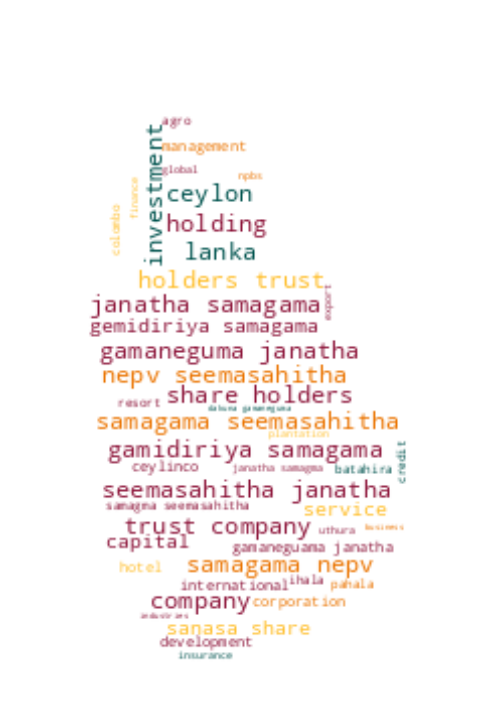 agro
management
global
npbs
finance
investment
ceylon
colombo
holding
lanka
holders trust
export
janatha samagama
gemidiriya samagama
gamaneguma janatha
nepv seemasahitha
share holders
resort
dakuna gamaneguma
samagama seemasahitha
plantation
gamidiriya samagama
credit
ceylinco
janatha samagma
batahira
seemasahitha janatha
samagma seemasahitha
service
trust company
uthura
business
capital
gamaneguama janatha
samagama nepv
hotel
international
ihala
pahala
company
corporation
industries
sanasa share
development
insurance